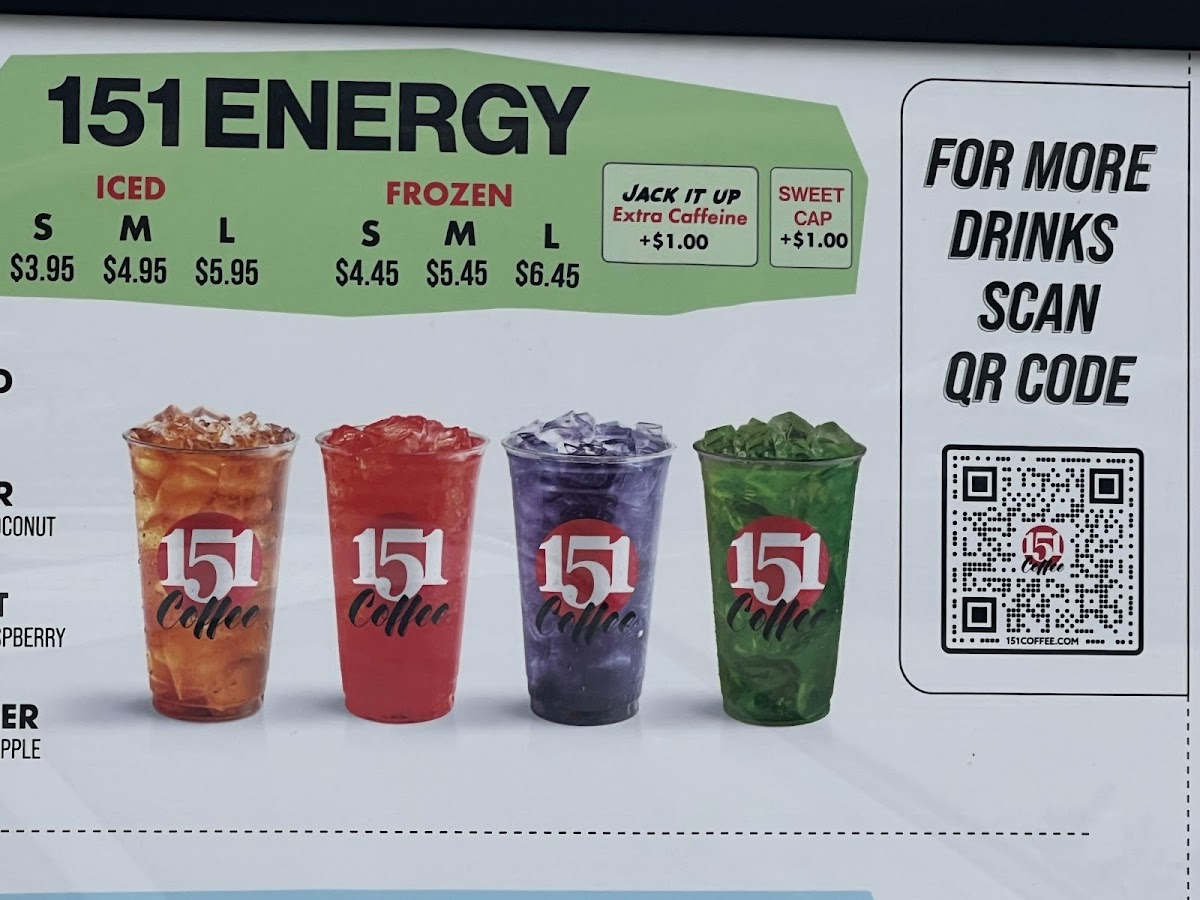 151 ENERGY
ICED
S M L
$3.95 $4.95 $5.95
FROZEN
S M L
$4.45 $5.45 $6.45
JACK IT UP
Extra Caffeine
+$1.00
SWEET
CAP
+$1.00
FOR MORE
DRINKS
SCAN
QR CODE
151
Coffee
151COFFEE.COM
151
Coffee
151
Coffee
151
Coffee
151
Coffee
D
R
OCONUT
T
SPBERRY
ER
PPLE